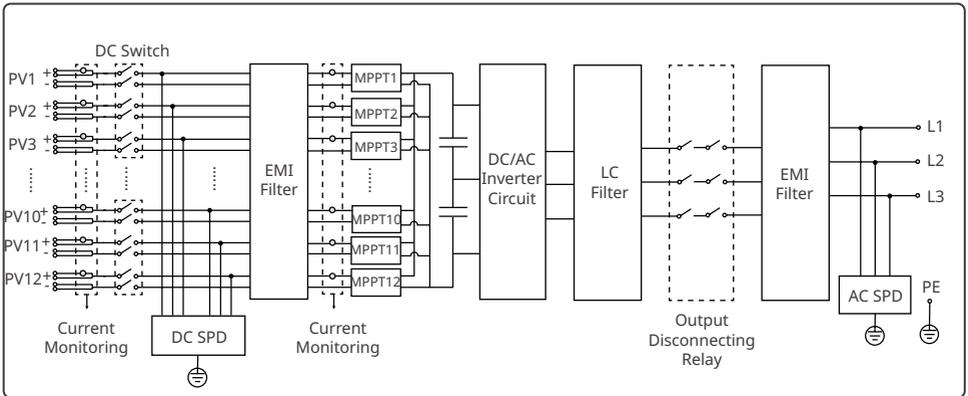 DC Switch
PV1
+
-
PV2
+
-
PV3
+
-
PV10
+
-
PV11
+
-
PV12
+
-
Current
Monitoring
DC SPD
EMI
Filter
Current
Monitoring
MPPT1
MPPT2
MPPT3
MPPT10
MPPT11
MPPT12
DC/AC
Inverter
Circuit
LC
Filter
Output
Disconnecting
Relay
EMI
Filter
L1
L2
L3
AC SPD
PE